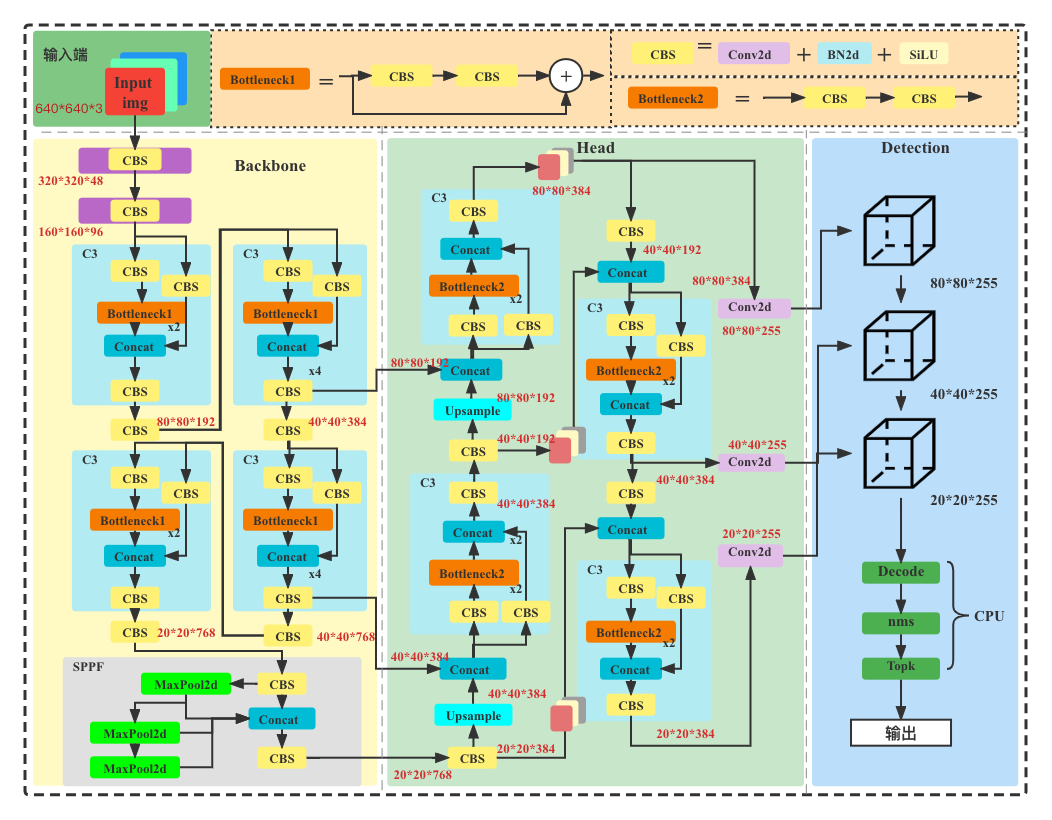 输入端
Input
img
640*640*3
Bottleneck1
=
CBS
CBS
+
CBS
=
Conv2d
+
BN2d
+
SiLU
Bottleneck2
=
CBS
CBS
Backbone
CBS
320*320*48
CBS
160*160*96
C3
CBS
CBS
Bottleneck1
x2
Concat
CBS
CBS
80*80*192
C3
CBS
CBS
Bottleneck1
Concat
x4
CBS
CBS
40*40*384
C3
CBS
CBS
Bottleneck1
x2
Concat
CBS
CBS
20*20*768
C3
CBS
CBS
Bottleneck1
Concat
x4
CBS
CBS
40*40*768
SPPF
MaxPool2d
CBS
Concat
MaxPool2d
MaxPool2d
CBS
Head
80*80*384
C3
CBS
Concat
Bottleneck2
x2
CBS
CBS
80*80*192
Concat
80*80*192
Upsample
40*40*192
CBS
C3
CBS
40*40*384
Concat
x2
Bottleneck2
x2
CBS
CBS
40*40*384
Concat
40*40*384
Upsample
CBS
20*20*384
20*20*768
CBS
40*40*192
Concat
C3
CBS
CBS
Bottleneck2
x2
Concat
CBS
40*40*384
CBS
Concat
C3
CBS
CBS
Bottleneck2
x2
Concat
CBS
20*20*384
80*80*384
Conv2d
80*80*255
40*40*255
Conv2d
20*20*255
Conv2d
Detection
80*80*255
40*40*255
20*20*255
Decode
nms
Topk
CPU
输出